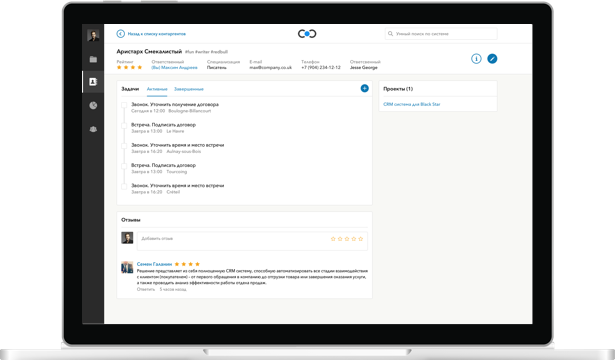 Назад к списку контрагентов
Умный поиск по системе
Аристарх Смекалистый #fun #writer #redbull
Рейтинг Ответственный Специализация E-mail Телефон Ответственный
(Вы) Максим Андреев Писатель max@company.co.uk +7 (904) 234-12-12 Jesse George
Задачи Активные Завершенные
Проекты (1)
CRM система для Black Star
Звонок. Уточнить получение договора
Сегодня в 12:00 Boulogne-Billancourt
Встреча. Подписать договор
Завтра в 13:00 Le Havre
Звонок. Уточнить время и место встречи
Завтра в 16:20 Aulnay-sous-Bois
Встреча. Подписать договор
Завтра в 13:00 Tourcoing
Звонок. Уточнить время и место встречи
Завтра в 16:20 Créteil
Отзывы
Добавить отзыв
Семен Галанин
Решение представляет из себя полноценную CRM систему, способную автоматизировать все стадии взаимодействия
с клиентом (покупателем) - от первого обращения в компанию до отгрузки товара или завершения оказания услуги,
а также проводить анализ эффективности работы отдела продаж.
Ответить 5 часов назад